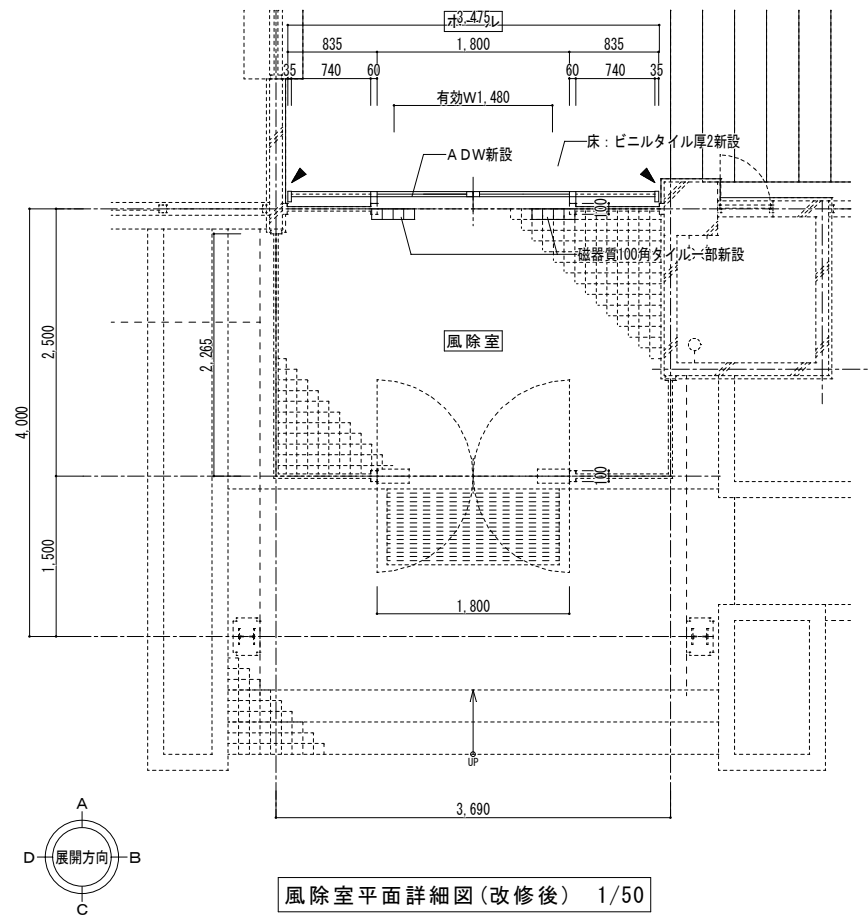 3,475
ホール
835 1,800 835
35 740 60 60 740 35
有効W1,480
床：ビニルタイル厚2新設
ADW新設
100
磁器質100角タイル一部新設
風除室
2,500
2,265
4,000
100
1,500
1,800
UP
3,690
A
D 展開方向 B
C
風除室平面詳細図(改修後) 1/50